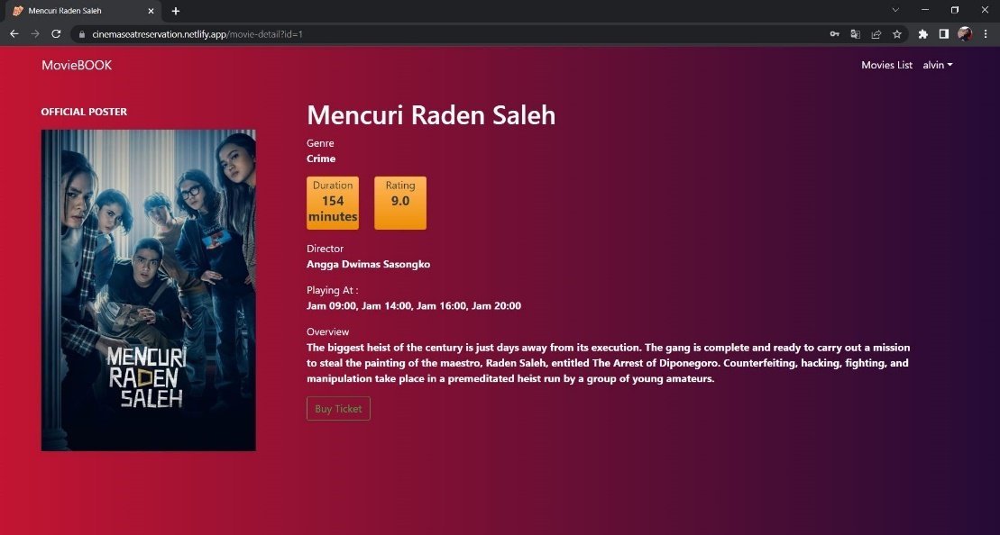 Mencuri Raden Saleh
cinemaseatreservation.netlify.app/movie-detail?id=1
MovieBOOK
Movies List
alvin
OFFICIAL POSTER
MENCURI
RADEN
SALEH
Mencuri Raden Saleh
Genre
Crime
Duration
154
minutes
Rating
9.0
Director
Angga Dwimas Sasongko
Playing At :
Jam 09:00, Jam 14:00, Jam 16:00, Jam 20:00
Overview
The biggest heist of the century is just days away from its execution. The gang is complete and ready to carry out a mission
to steal the painting of the maestro, Raden Saleh, entitled The Arrest of Diponegoro. Counterfeiting, hacking, fighting, and
manipulation take place in a premeditated heist run by a group of young amateurs.
Buy Ticket